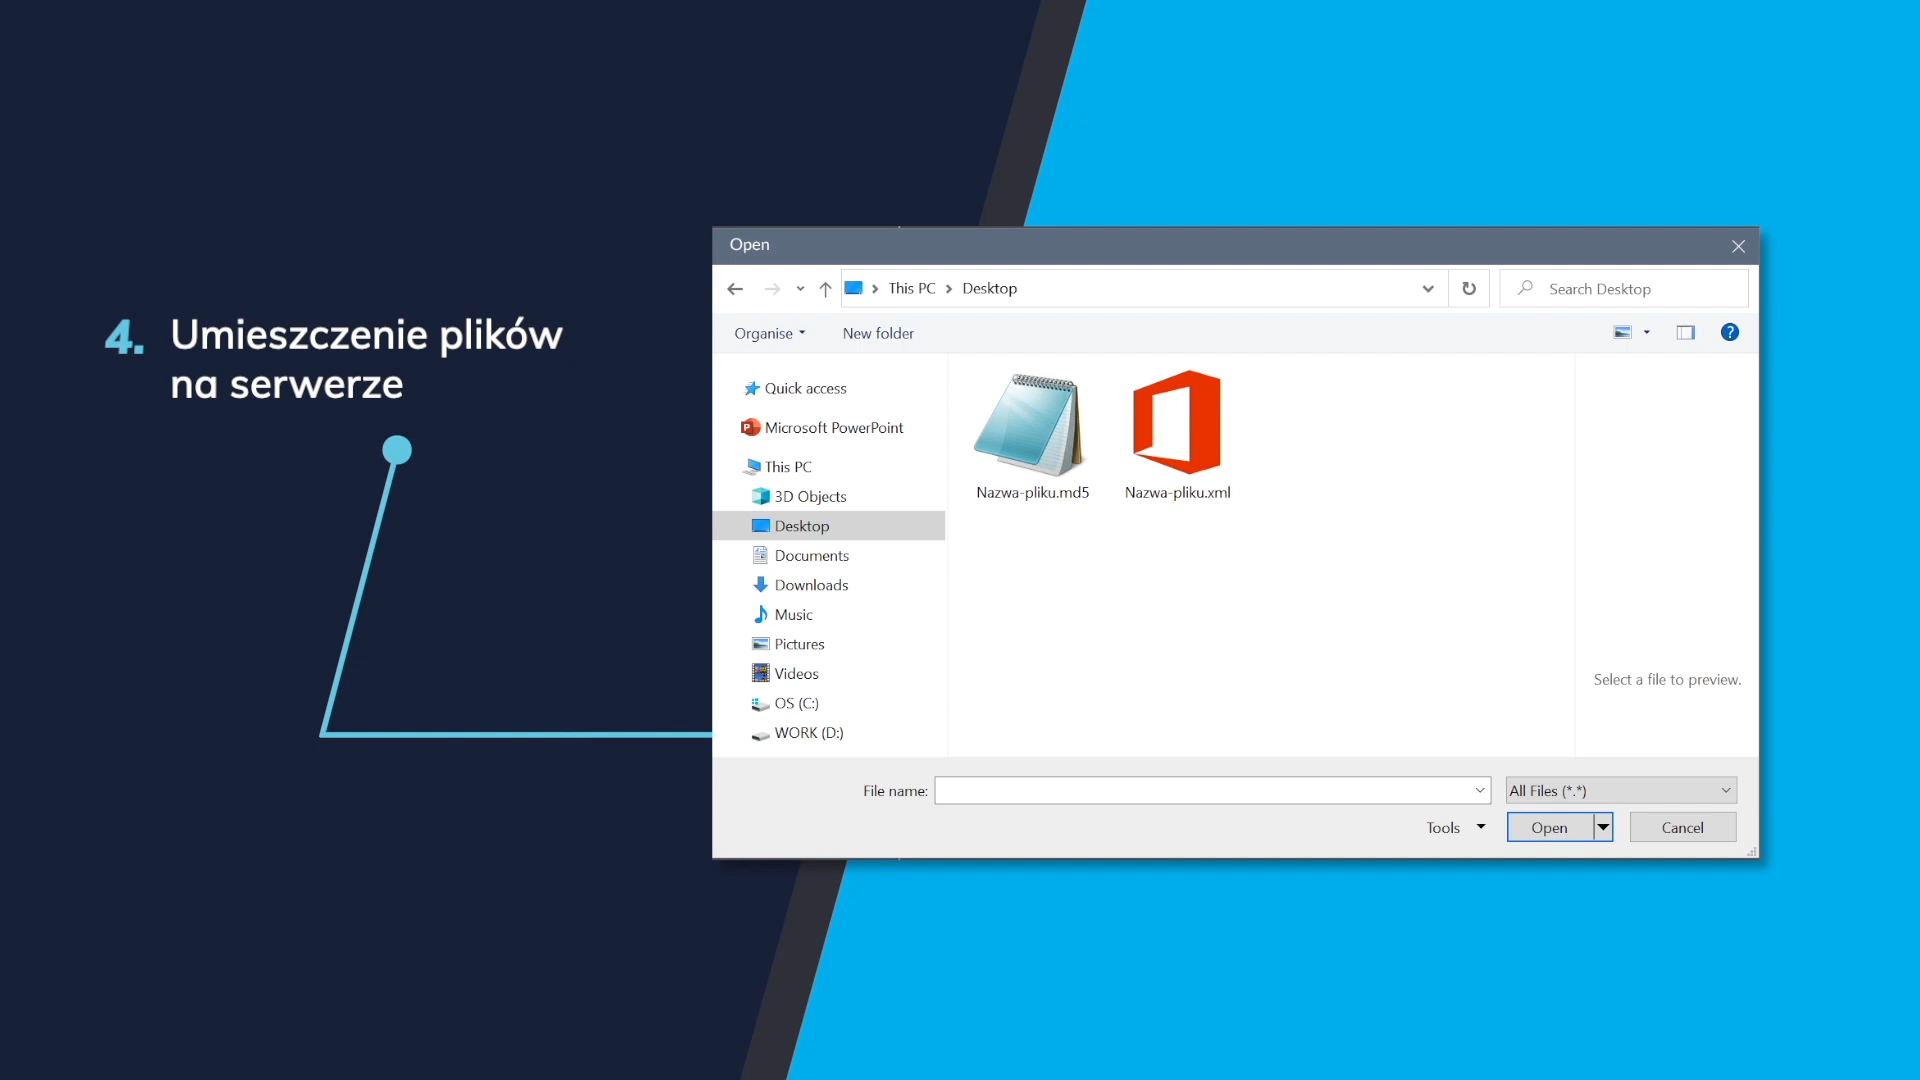 4. Umieszczenie plików
na serwerze
Open
This PC
Desktop
Search Desktop
Organise
New folder
?
Quick access
P
Microsoft PowerPoint
This PC
3D Objects
Desktop
Documents
Downloads
Music
Pictures
Videos
OS (C:)
WORK (D:)
Nazwa-pliku.md5
Nazwa-pliku.xml
Select a file to preview.
File name:
All Files (*.*)
Tools
Open
Cancel